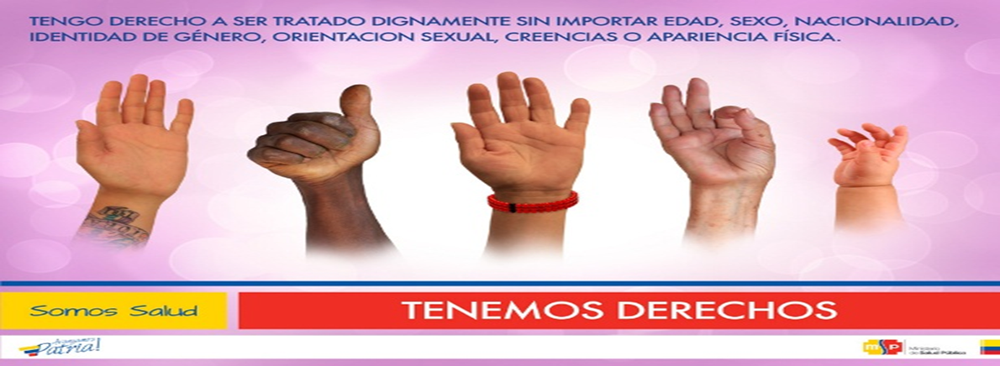 TENGO DERECHO A SER TRATADO DIGNAMENTE SIN IMPORTAR EDAD, SEXO, NACIONALIDAD,
IDENTIDAD DE GÉNERO, ORIENTACION SEXUAL, CREENCIAS O APARIENCIA FÍSICA.
Somos Salud
TENEMOS DERECHOS
Patria!
msp
Ministerio
de Salud Pública